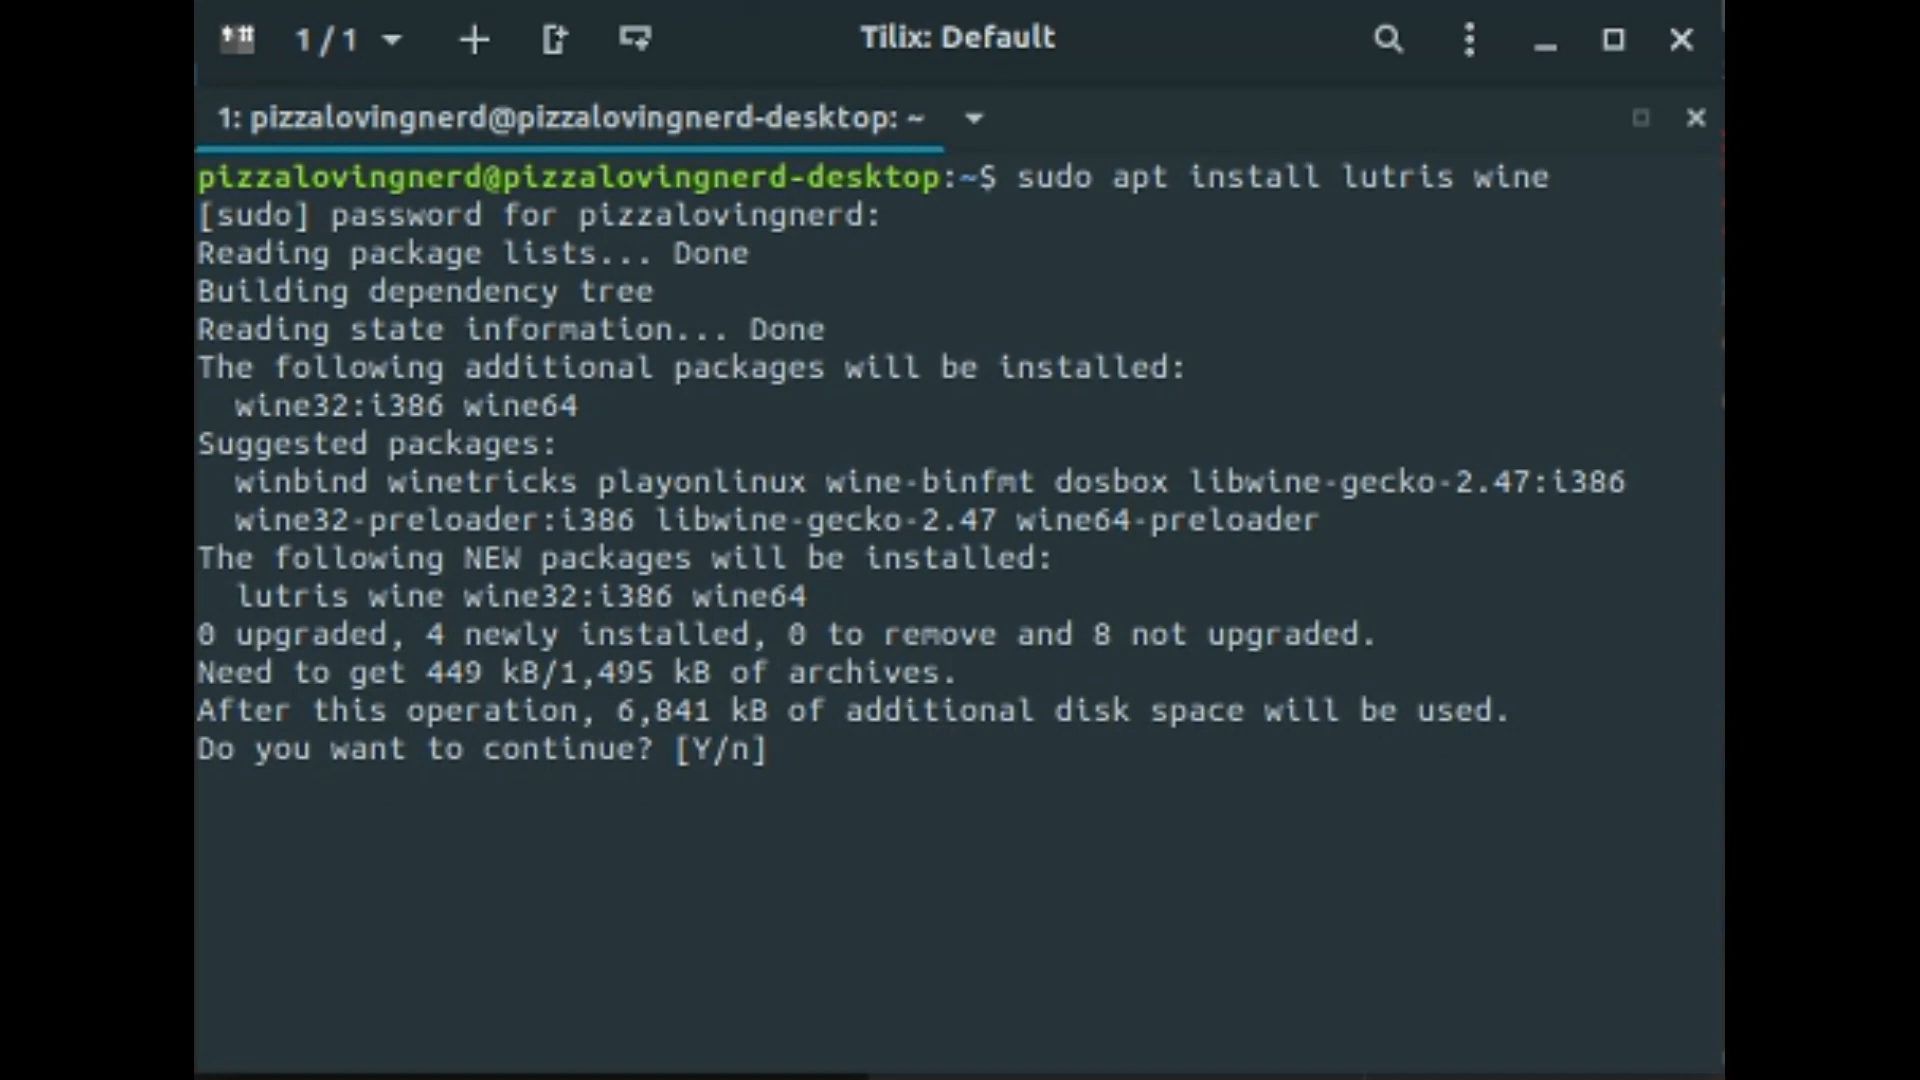 1 / 1
Tilix: Default
1: pizzalovingnerd@pizzalovingnerd-desktop: ~
pizzalovingnerd@pizzalovingnerd-desktop:~$ sudo apt install lutris wine
[sudo] password for pizzalovingnerd:
Reading package lists... Done
Building dependency tree
Reading state information... Done
The following additional packages will be installed:
  wine32:i386 wine64
Suggested packages:
  winbind winetricks playonlinux wine-binfmt dosbox libwine-gecko-2.47:i386
  wine32-preloader:i386 libwine-gecko-2.47 wine64-preloader
The following NEW packages will be installed:
  lutris wine wine32:i386 wine64
0 upgraded, 4 newly installed, 0 to remove and 8 not upgraded.
Need to get 449 kB/1,495 kB of archives.
After this operation, 6,841 kB of additional disk space will be used.
Do you want to continue? [Y/n]